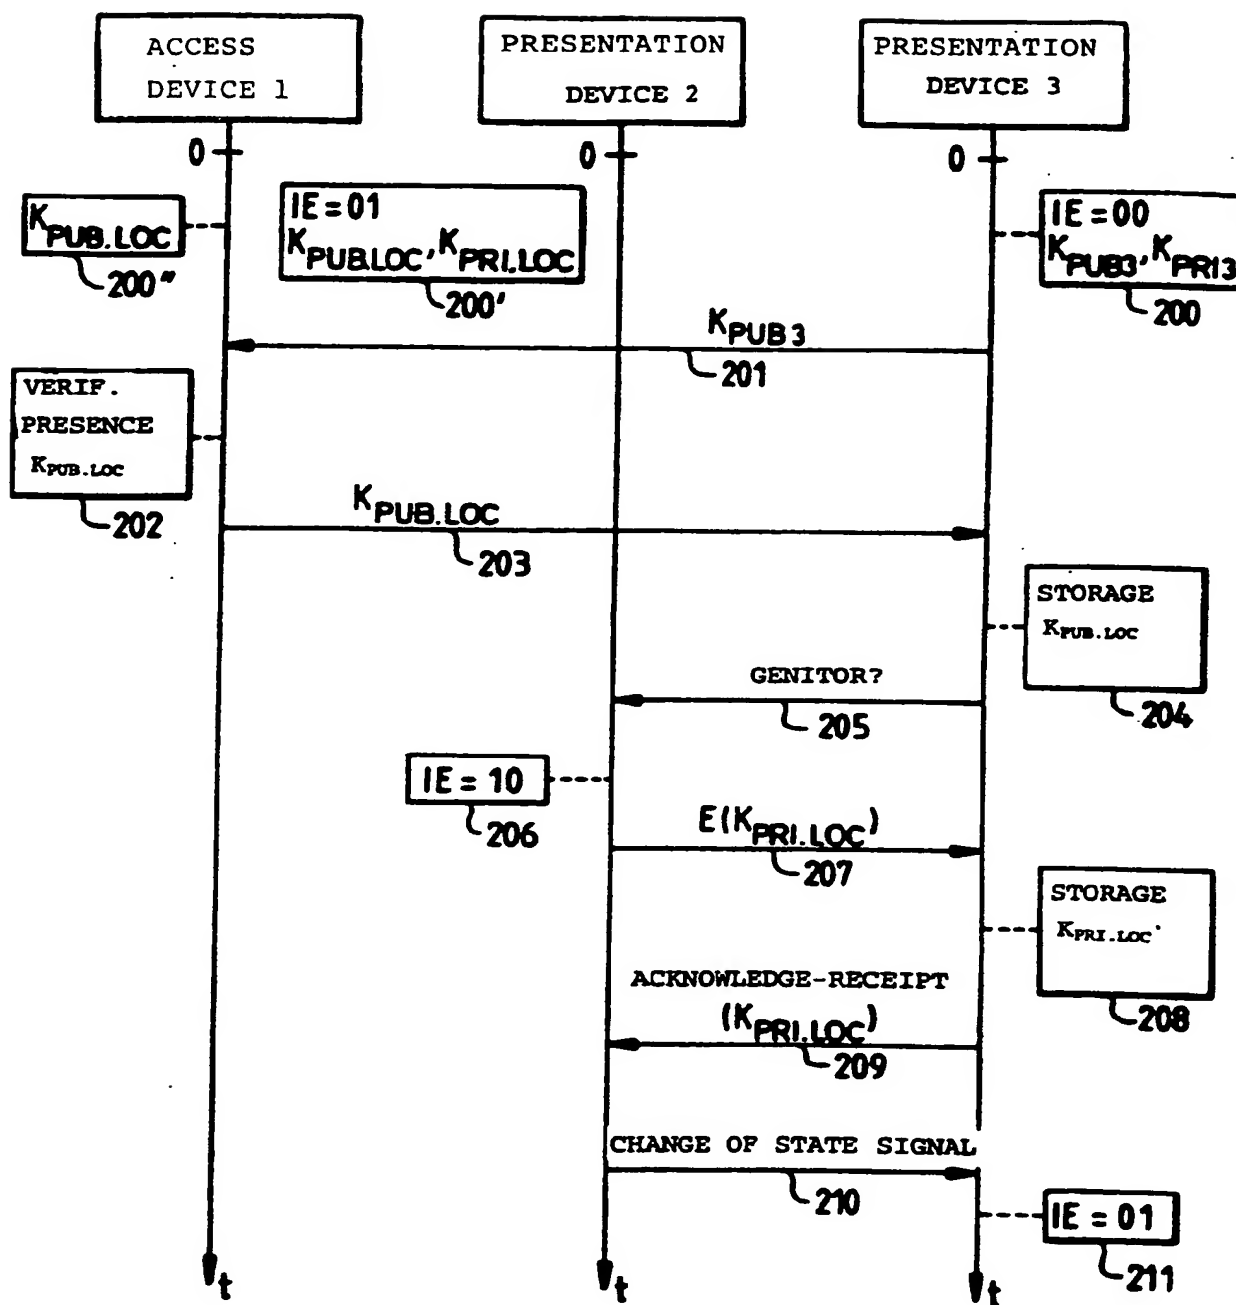 ACCESS
DEVICE 1
PRESENTATION
DEVICE 2
PRESENTATION
DEVICE 3
0
0
0
KPUB.LOC
200"
IE=01
KPUB.LOC, KPRI.LOC
200'
IE=00
KPUB3, KPRI3
200
KPUB3
201
VERIF.
PRESENCE
KPUB.LOC
202
KPUB.LOC
203
STORAGE
KPUB.LOC
204
GENITOR?
205
IE = 10
206
E(KPRI.LOC)
207
STORAGE
KPRI.LOC
208
ACKNOWLEDGE-RECEIPT
(KPRI.LOC)
209
CHANGE OF STATE SIGNAL
210
IE = 01
211
t
t
t